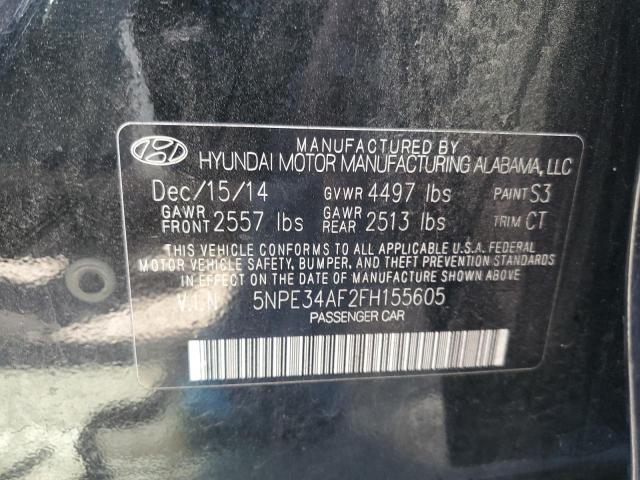 MANUFACTURED BY
HYUNDAI MOTOR MANUFACTURING ALABAMA, LLC
Dec/15/14 GVWR 4497 lbs PAINT S3
GAWR FRONT 2557 lbs GAWR REAR 2513 lbs TRIM CT
THIS VEHICLE CONFORMS TO ALL APPLICABLE U.S.A. FEDERAL
MOTOR VEHICLE SAFETY, BUMPER, AND THEFT PREVENTION STANDARDS
IN EFFECT ON THE DATE OF MANUFACTURE SHOWN ABOVE.
V.I.N 5NPE34AF2FH155605
PASSENGER CAR